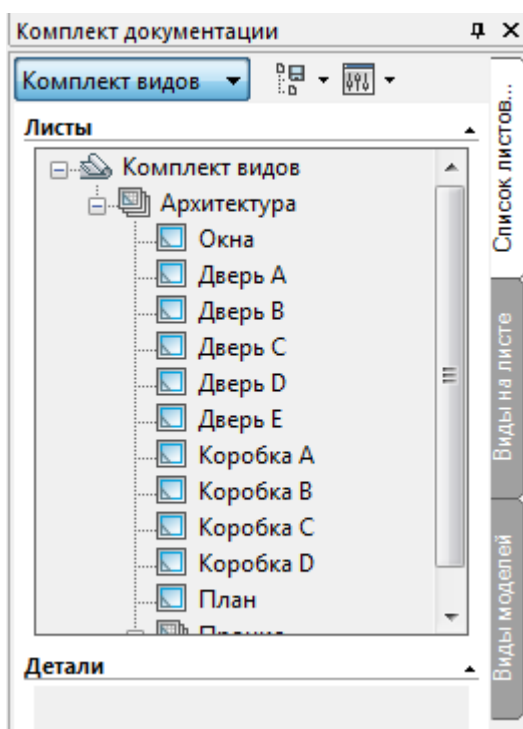 Комплект документации
Комплект видов
Листы
Комплект видов
Архитектура
Окна
Дверь A
Дверь B
Дверь C
Дверь D
Дверь E
Коробка A
Коробка B
Коробка C
Коробка D
План
Детали
Список листов...
Виды на листе
Виды моделей